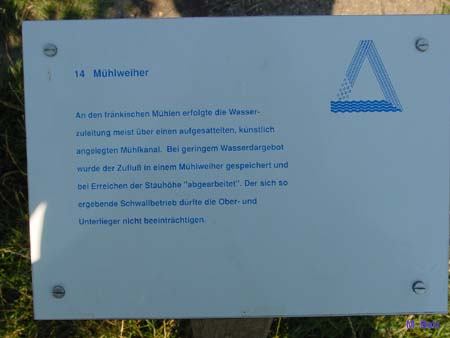 14 Mühlweiher
An den fränkischen Mühlen erfolgte die Wasser-
zuleitung meist über einen aufgesattelten, künstlich
angelegten Mühlkanal. Bei geringem Wasserdargebot
wurde der Zufluß in einem Mühlweiher gespeichert und
bei Erreichen der Stauhöhe "abgearbeitet". Der sich so
ergebende Schwallbetrieb dürfte die Ober- und
Unterlieger nicht beeinträchtigen.